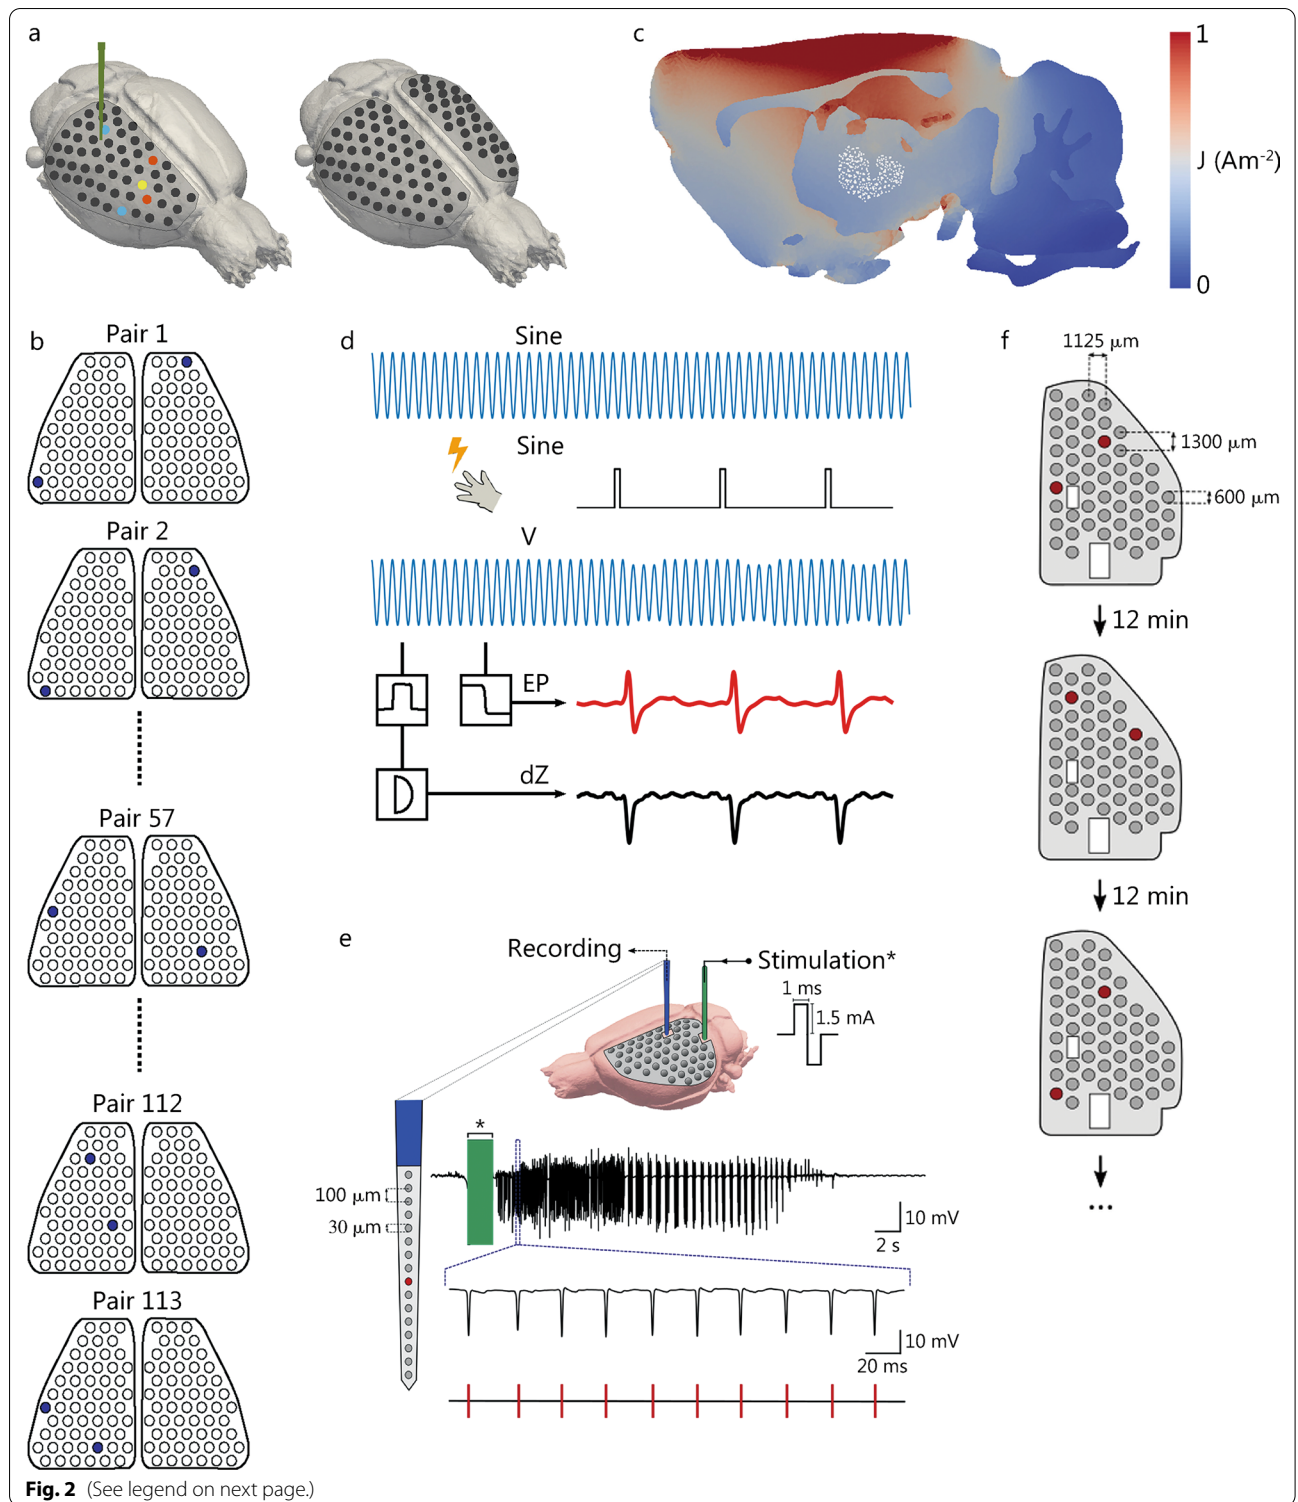 a
c
1
J (Am-2)
0
b
Pair 1
Pair 2
Pair 57
Pair 112
Pair 113
d
Sine
Sine
V
EP
dZ
e
Recording
Stimulation*
1 ms
1.5 mA
*
100 µm
30 µm
10 mV
2 s
10 mV
20 ms
f
1125 µm
1300 µm
600 µm
12 min
12 min
...
Fig. 2 (See legend on next page.)